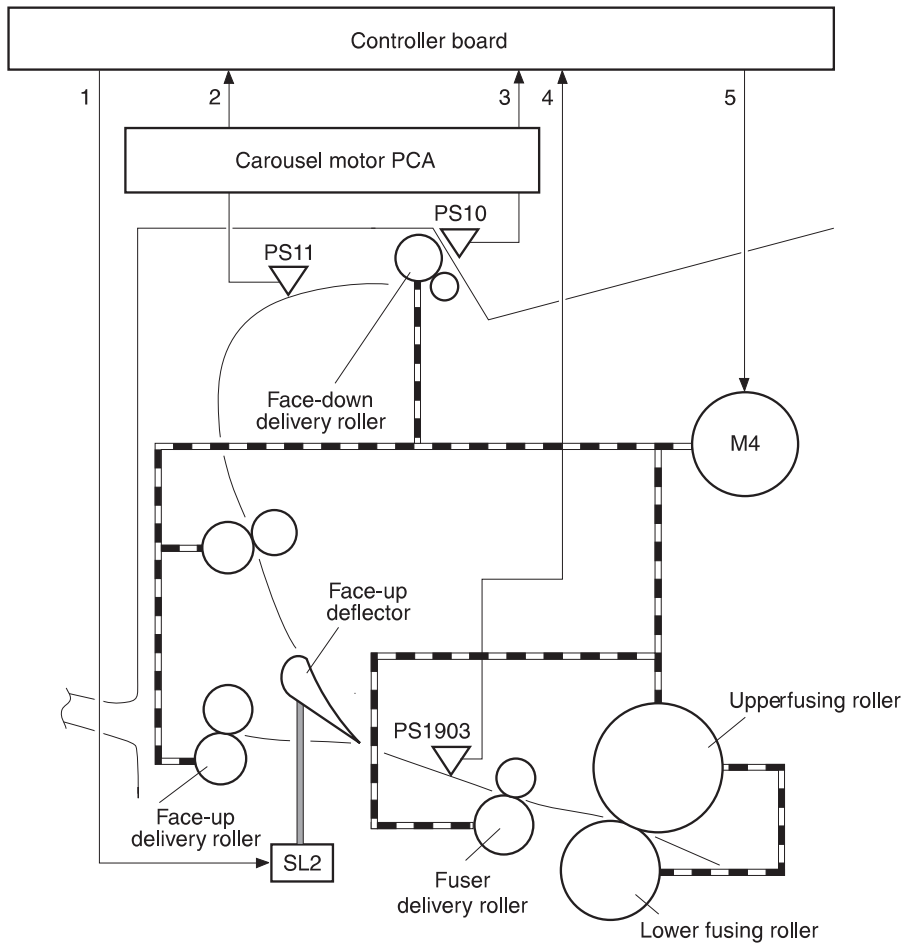 Controller board
1
2
3
4
5
Carousel motor PCA
PS10
PS11
Face-down
delivery roller
M4
Face-up
deflector
Upperfusing roller
PS1903
Face-up
delivery roller
SL2
Fuser
delivery roller
Lower fusing roller